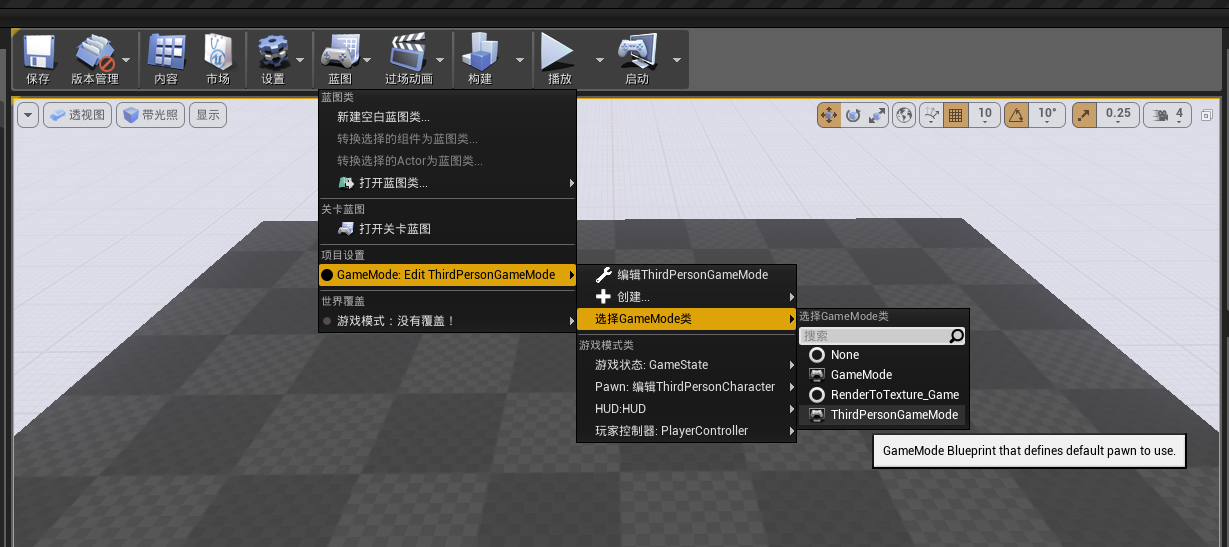 保存
版本管理
内容
市场
设置
蓝图
过场动画
构建
播放
启动
透视图
带光照
显示
10
10°
0.25
4
蓝图类
新建空白蓝图类...
转换选择的组件为蓝图类...
转换选择的Actor为蓝图类...
打开蓝图类...
关卡蓝图
打开关卡蓝图
项目设置
GameMode: Edit ThirdPersonGameMode
世界覆盖
游戏模式：没有覆盖！
编辑ThirdPersonGameMode
创建...
选择GameMode类
游戏模式类
游戏状态: GameState
Pawn: 编辑ThirdPersonCharacter
HUD:HUD
玩家控制器: PlayerController
选择GameMode类
搜索
None
GameMode
RenderToTexture_Game
ThirdPersonGameMode
GameMode Blueprint that defines default pawn to use.